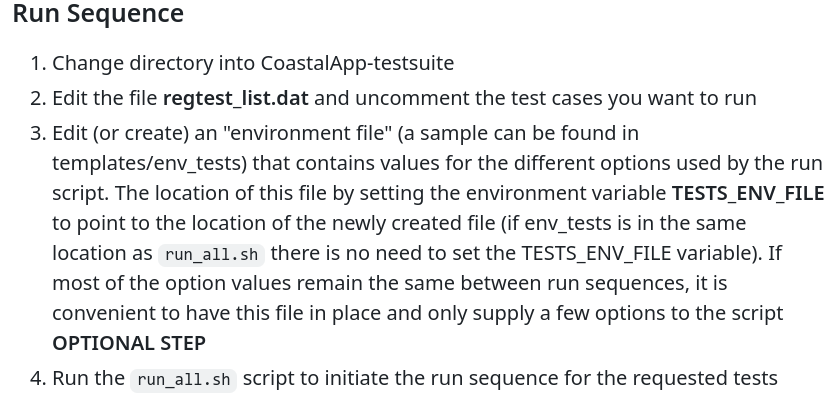 Run Sequence
1. Change directory into CoastalApp-testsuite
2. Edit the file regtest_list.dat and uncomment the test cases you want to run
3. Edit (or create) an "environment file" (a sample can be found in
templates/env_tests) that contains values for the different options used by the run
script. The location of this file by setting the environment variable TESTS_ENV_FILE
to point to the location of the newly created file (if env_tests is in the same
location as run_all.sh there is no need to set the TESTS_ENV_FILE variable). If
most of the option values remain the same between run sequences, it is
convenient to have this file in place and only supply a few options to the script
OPTIONAL STEP
4. Run the run_all.sh script to initiate the run sequence for the requested tests